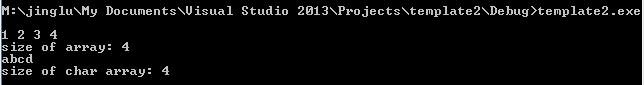 M:\jinglu\My Documents\Visual Studio 2013\Projects\template2\Debug>template2.exe
1 2 3 4
size of array: 4
abcd
size of char array: 4